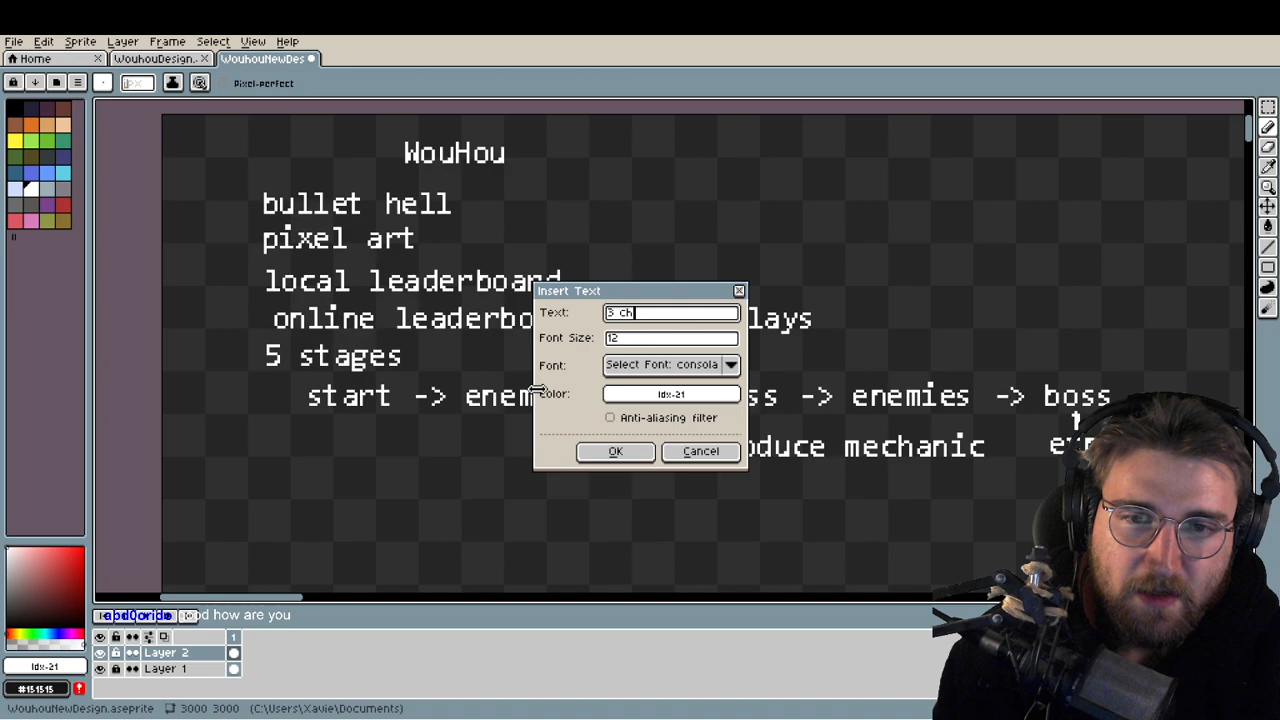 File Edit Sprite Layer Frame Select View Help
Home WouhouDesign. WouhouNewDes
Pixel-perfect
WouHou
bullet hell
pixel art
local leaderboard
online leaderbo lays
5 stages
start -> enem ss -> enemies -> boss
oduce mechanic
Insert Text
Text: 3 ch
Font Size: 12
Font: Select Font: consola
Color: Idx-21
Anti-aliasing filter
OK Cancel
how are you
1
Layer 2
Layer 1
Idx-21
#151515
WouhouNewDesign.aseprite 3000 3000 (C:\Users\Xavie\Documents)